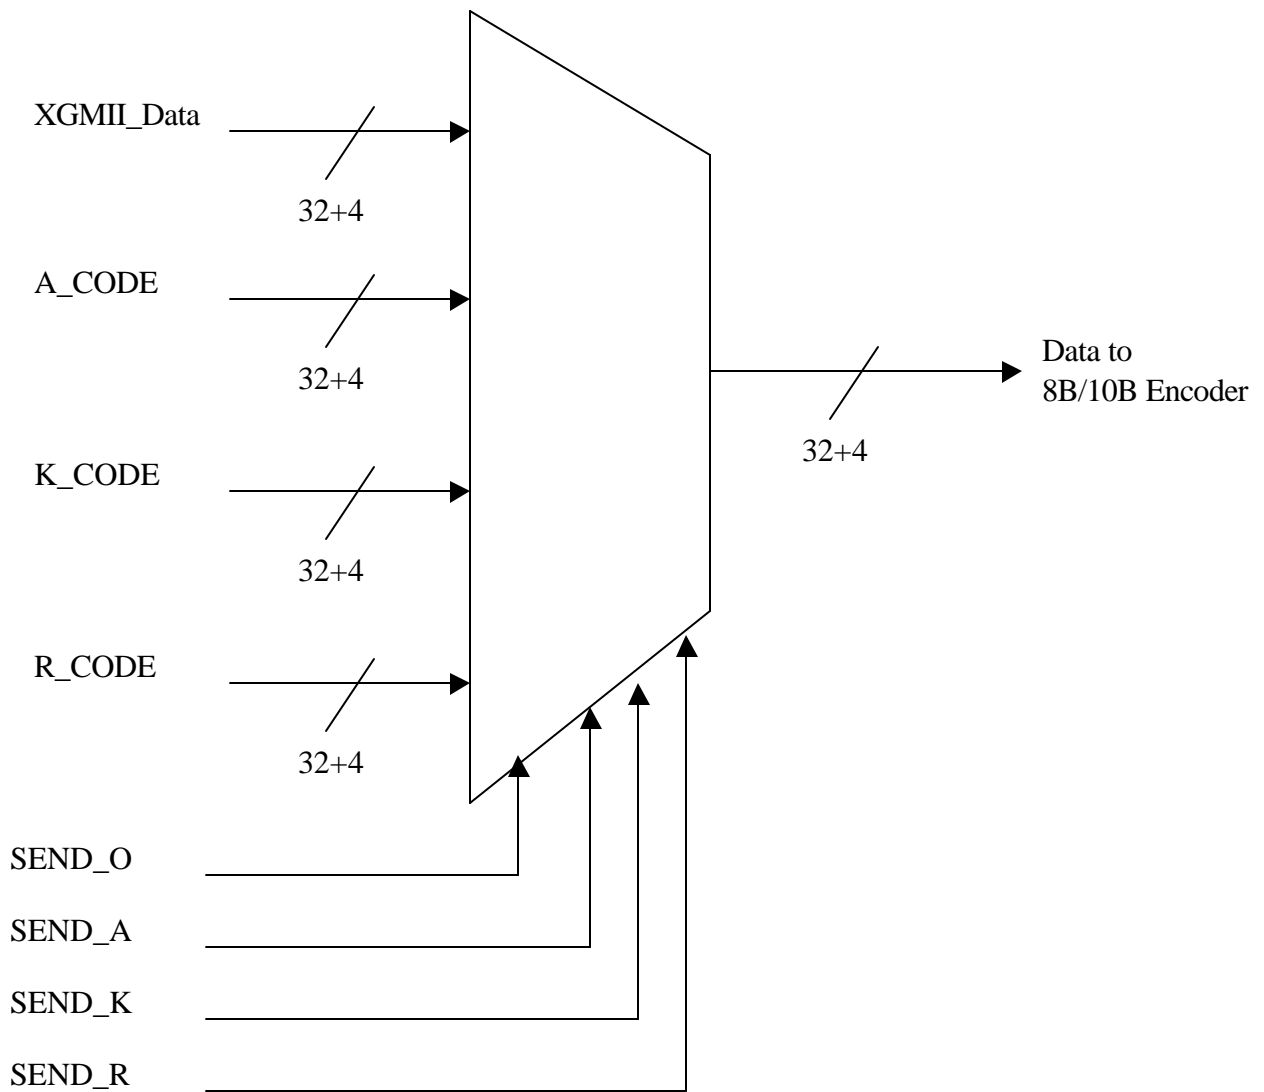 XGMII_Data
32+4
A_CODE
32+4
Data to
8B/10B Encoder
32+4
K_CODE
32+4
R_CODE
32+4
SEND_O
SEND_A
SEND_K
SEND_R